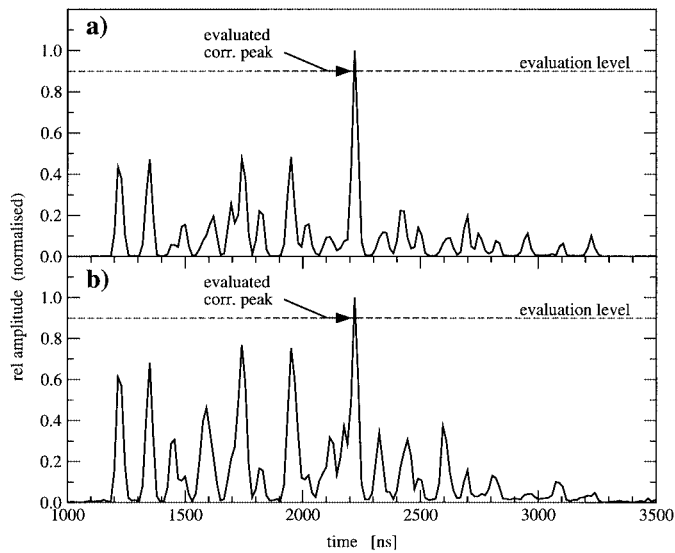 a)
evaluated
corr. peak
evaluation level
1.0
0.8
0.6
0.4
0.2
0.0
b)
evaluated
corr. peak
evaluation level
1.0
0.8
0.6
0.4
0.2
0.0
rel amplitude (normalised)
1000 1500 2000 2500 3000 3500
time [ns]